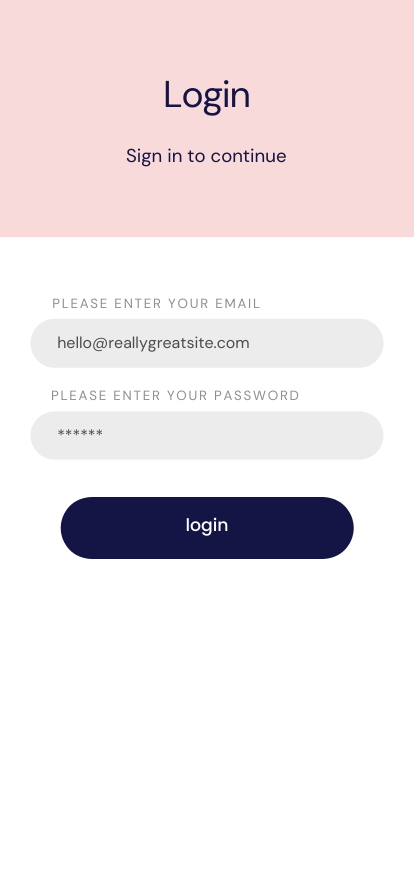 Login
Sign in to continue
PLEASE ENTER YOUR EMAIL
hello@reallygreatsite.com
PLEASE ENTER YOUR PASSWORD
******
login